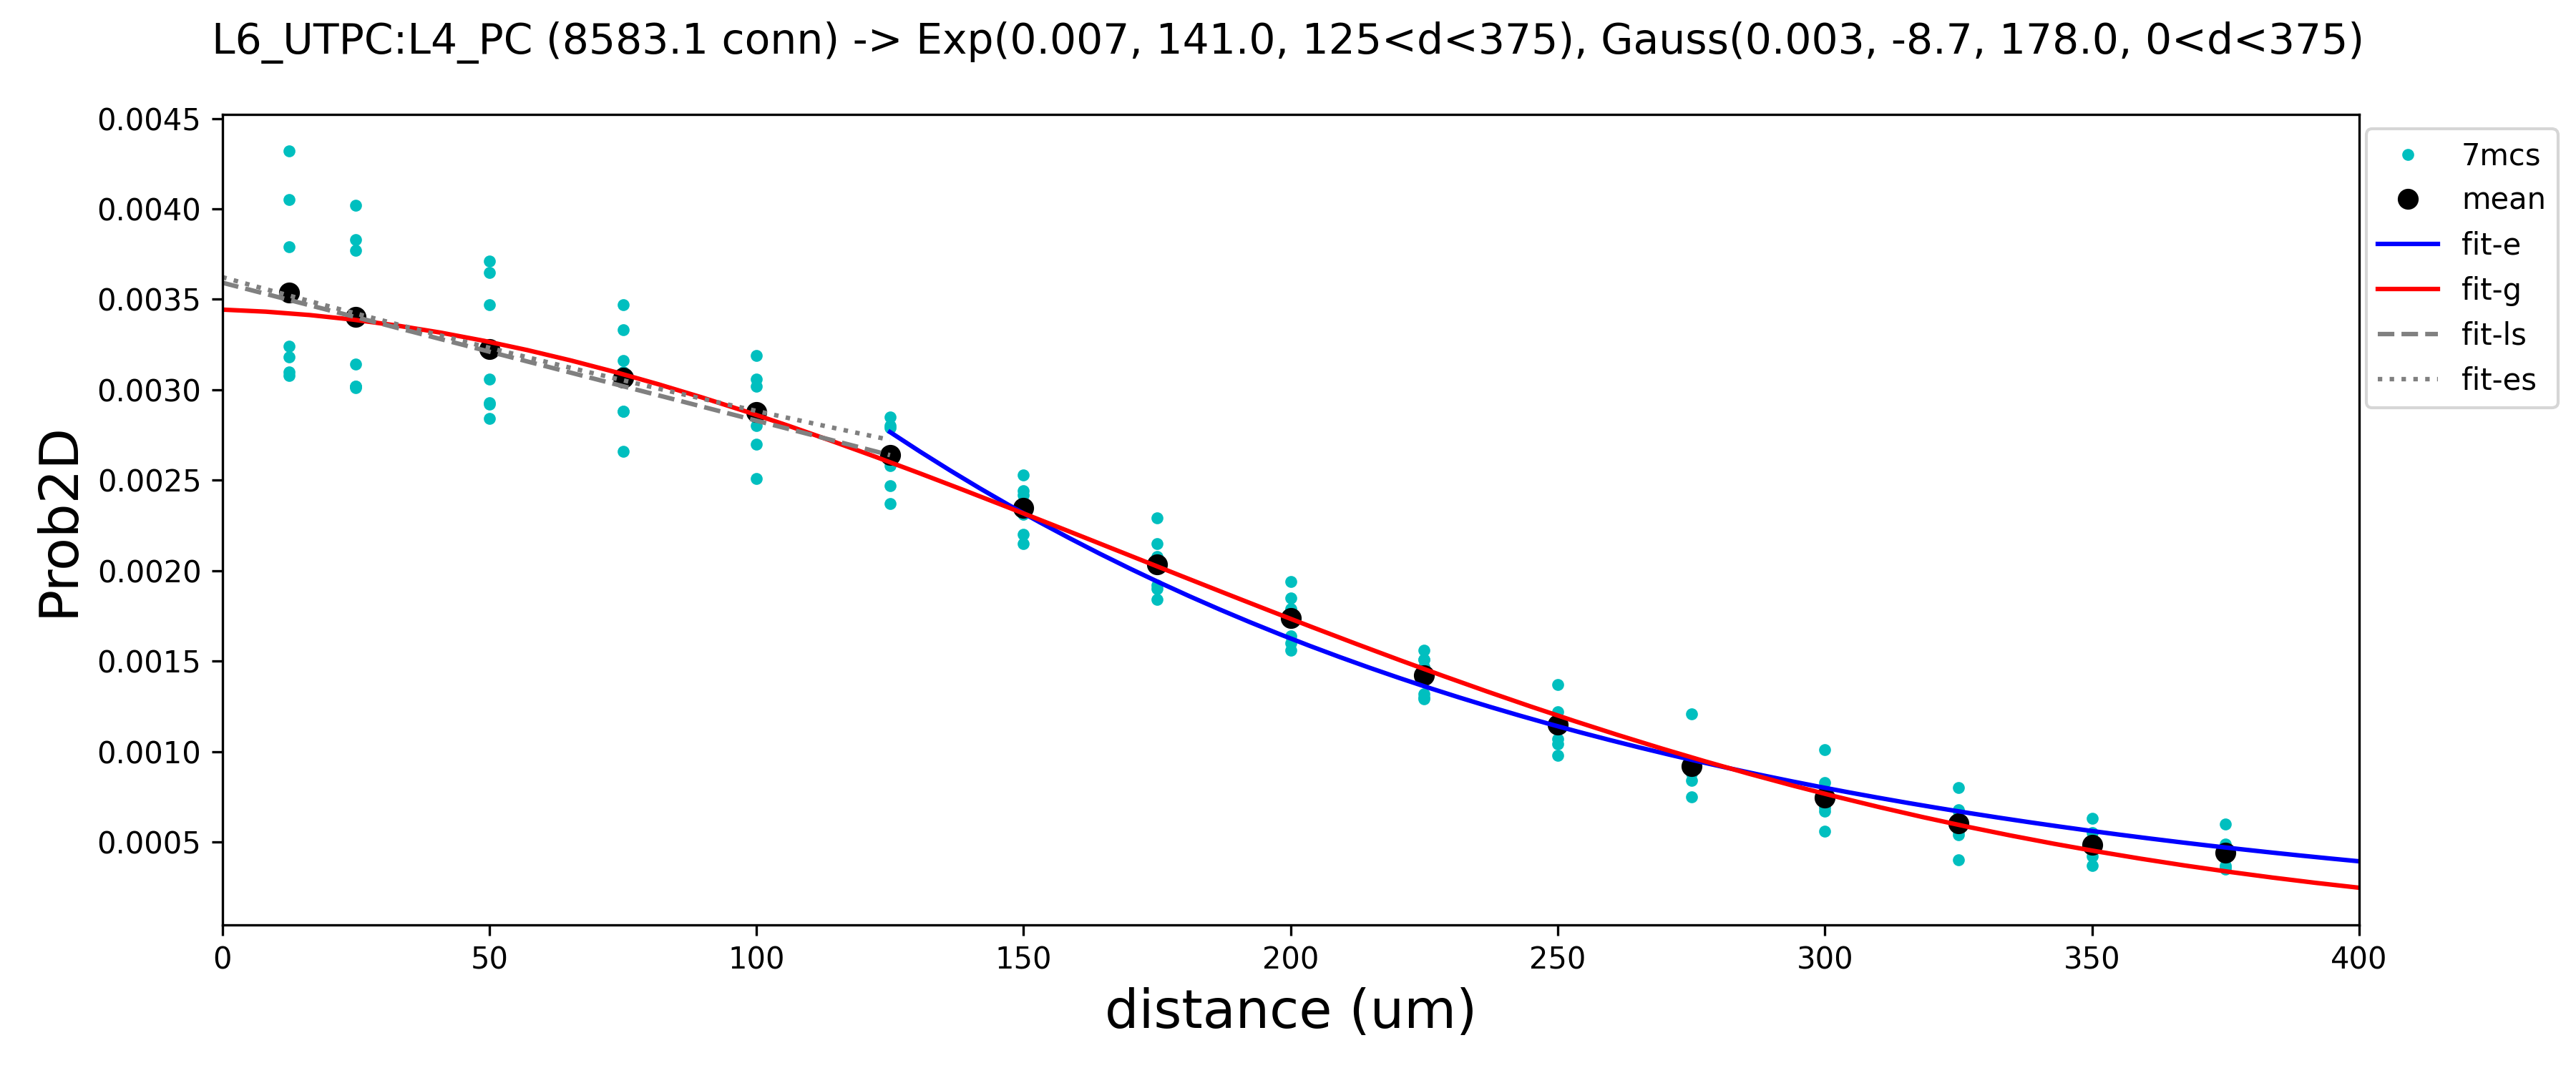 L6_UTPC:L4_PC (8583.1 conn) -> Exp(0.007, 141.0, 125<d<375), Gauss(0.003, -8.7, 178.0, 0<d<375)
0.0045
0.0040
0.0035
0.0030
0.0025
0.0020
0.0015
0.0010
0.0005
Prob2D
0 50 100 150 200 250 300 350 400
distance (um)
7mcs
mean
fit-e
fit-g
fit-ls
fit-es